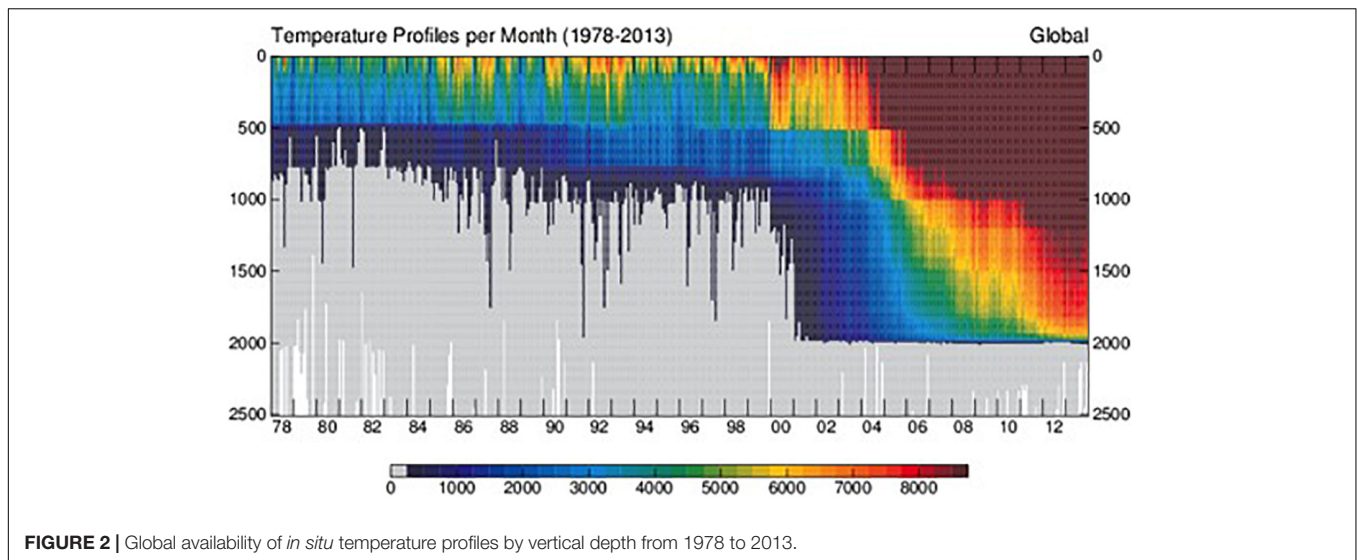 Temperature Profiles per Month (1978-2013) Global
0 0
500 500
1000 1000
1500 1500
2000 2000
2500 2500
78 80 82 84 86 88 90 92 94 96 98 00 02 04 06 08 10 12
0 1000 2000 3000 4000 5000 6000 7000 8000
FIGURE 2 | Global availability of in situ temperature profiles by vertical depth from 1978 to 2013.